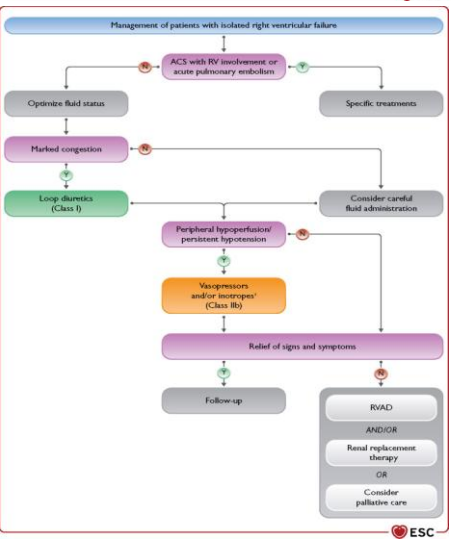 Management of patients with isolated right ventricular failure
ACS with RV involvement or
acute pulmonary embolism
N
Y
Optimize fluid status
Specific treatments
Marked congestion
N
Y
Loop diuretics
(Class I)
Consider careful
fluid administration
Peripheral hypoperfusion/
persistent hypotension
N
Y
Vasopressors
and/or inotropesᵃ
(Class IIb)
Relief of signs and symptoms
Y
N
Follow-up
RVAD
AND/OR
Renal replacement
therapy
OR
Consider
palliative care
ESC